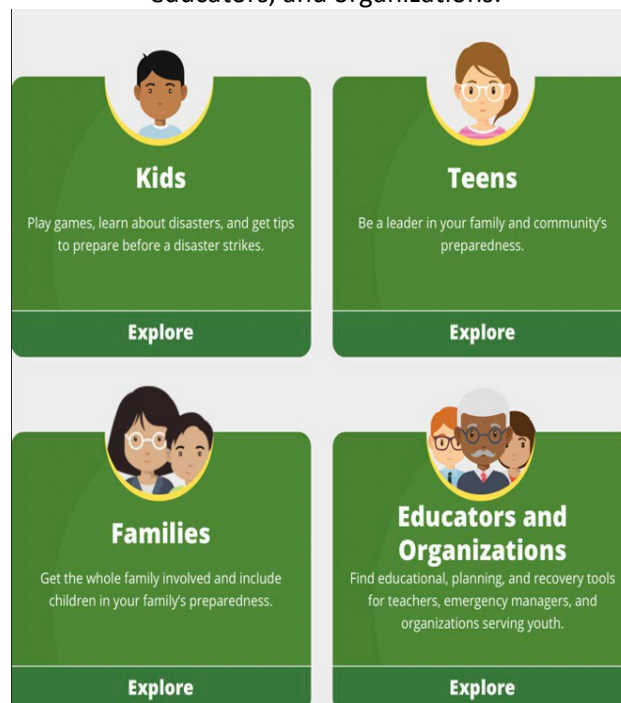 educators, and organizations.
Kids
Play games, learn about disasters, and get tips
to prepare before a disaster strikes.
Explore
Teens
Be a leader in your family and community's
preparedness.
Explore
Families
Get the whole family involved and include
children in your family's preparedness.
Explore
Educators and
Organizations
Find educational, planning, and recovery tools
for teachers, emergency managers, and
organizations serving youth.
Explore